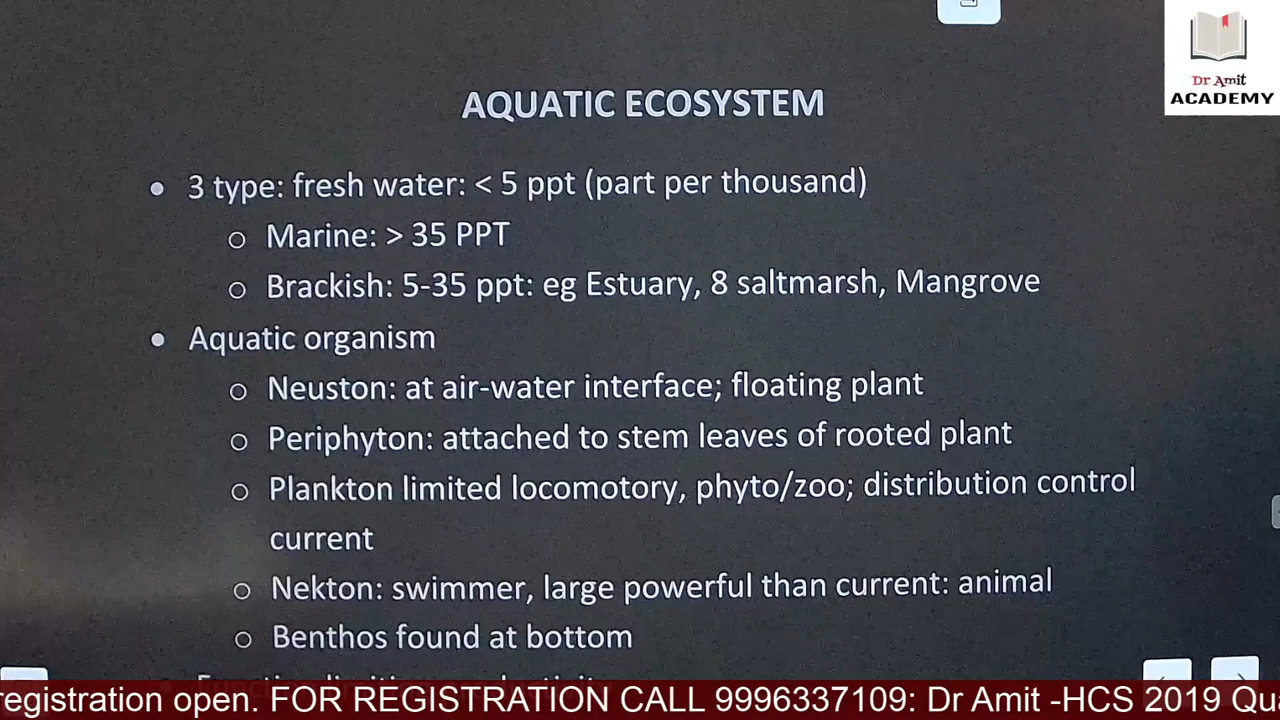 Dr Amit
ACADEMY
AQUATIC ECOSYSTEM
• 3 type: fresh water: < 5 ppt (part per thousand)
o Marine: > 35 PPT
o Brackish: 5-35 ppt: eg Estuary, 8 saltmarsh, Mangrove
• Aquatic organism
o Neuston: at air-water interface; floating plant
o Periphyton: attached to stem leaves of rooted plant
o Plankton limited locomotory, phyto/zoo; distribution control
current
o Nekton: swimmer, large powerful than current: animal
o Benthos found at bottom
registration open. FOR REGISTRATION CALL 9996337109: Dr Amit -HCS 2019 Qua